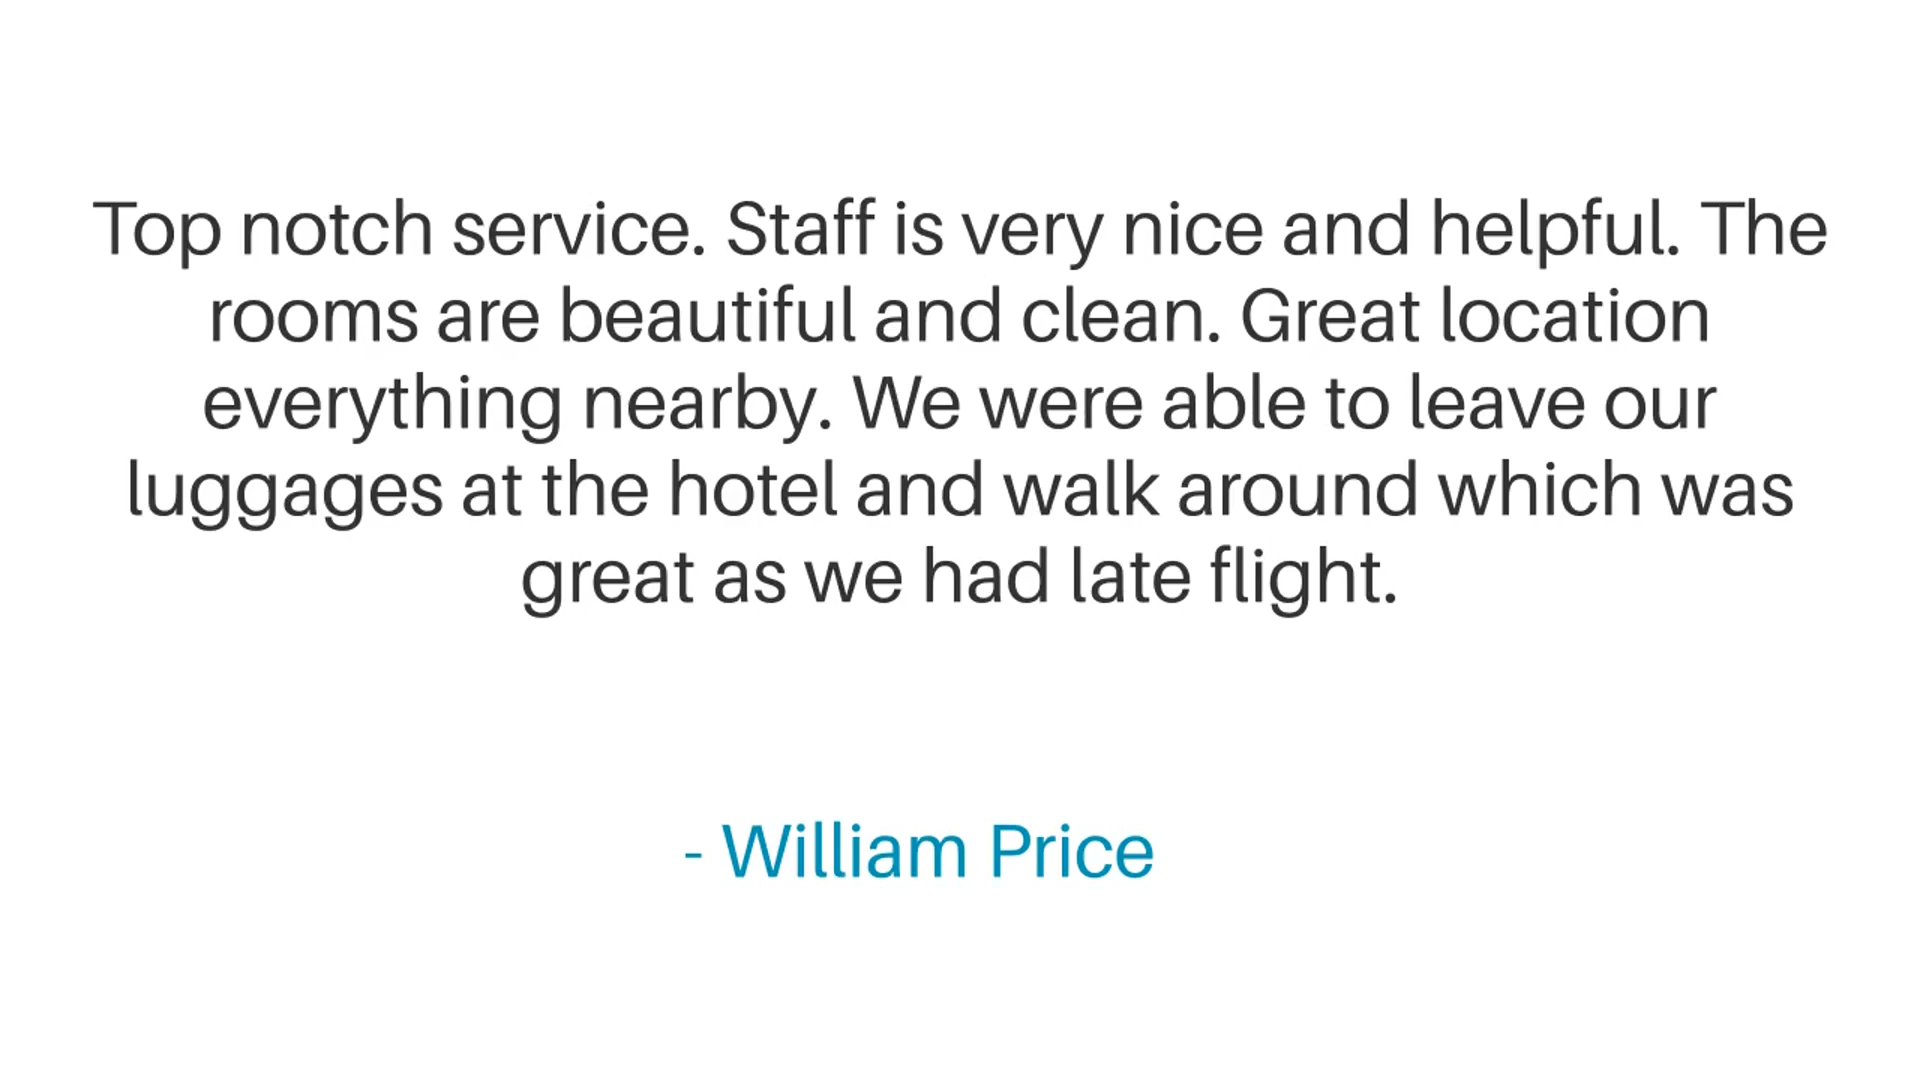 Top notch service. Staff is very nice and helpful. The
rooms are beautiful and clean. Great location
everything nearby. We were able to leave our
luggages at the hotel and walk around which was
great as we had late flight.
- William Price